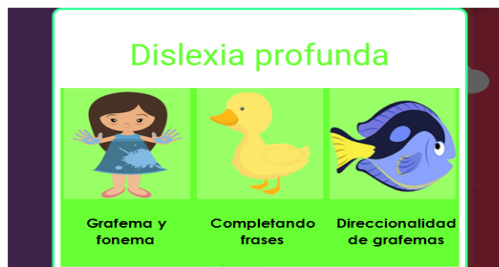 Dislexia profunda
Grafema y
fonema
Completando
frases
Direccionalidad
de grafemas